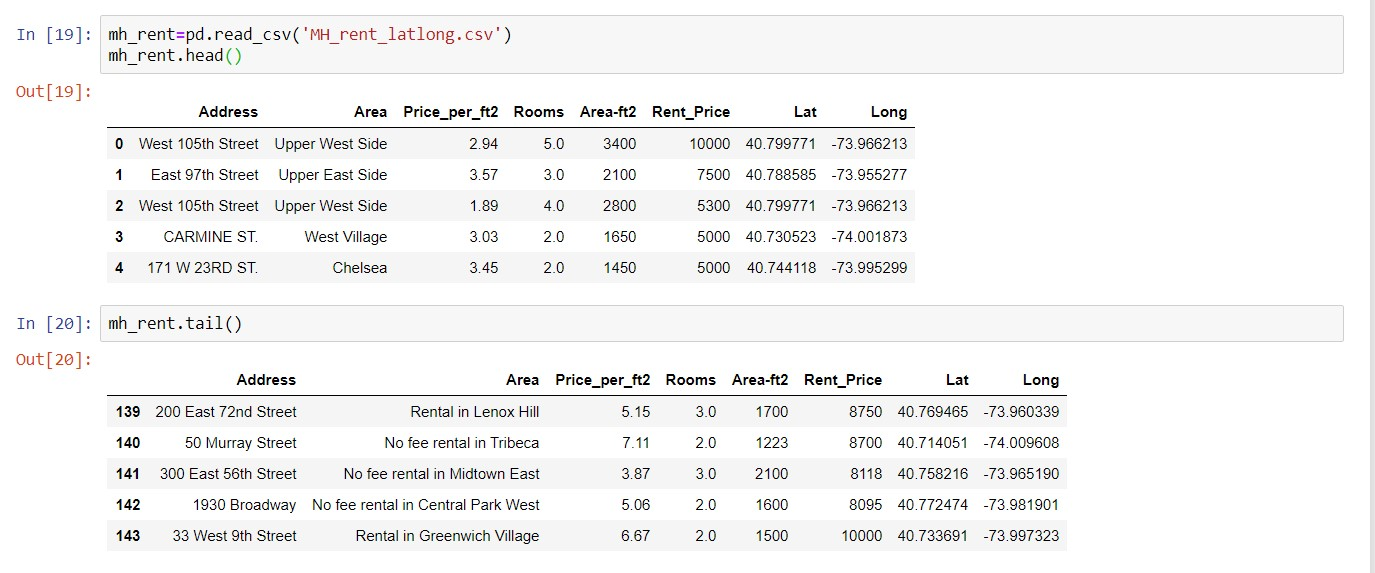 In [19]: mh_rent=pd.read_csv('MH_rent_latlong.csv')
mh_rent.head()
Out[19]:
Address Area Price_per_ft2 Rooms Area-ft2 Rent_Price Lat Long
0 West 105th Street Upper West Side 2.94 5.0 3400 10000 40.799771 -73.966213
1 East 97th Street Upper East Side 3.57 3.0 2100 7500 40.788585 -73.955277
2 West 105th Street Upper West Side 1.89 4.0 2800 5300 40.799771 -73.966213
3 CARMINE ST. West Village 3.03 2.0 1650 5000 40.730523 -74.001873
4 171 W 23RD ST. Chelsea 3.45 2.0 1450 5000 40.744118 -73.995299
In [20]: mh_rent.tail()
Out[20]:
Address Area Price_per_ft2 Rooms Area-ft2 Rent_Price Lat Long
139 200 East 72nd Street Rental in Lenox Hill 5.15 3.0 1700 8750 40.769465 -73.960339
140 50 Murray Street No fee rental in Tribeca 7.11 2.0 1223 8700 40.714051 -74.009608
141 300 East 56th Street No fee rental in Midtown East 3.87 3.0 2100 8118 40.758216 -73.965190
142 1930 Broadway No fee rental in Central Park West 5.06 2.0 1600 8095 40.772474 -73.981901
143 33 West 9th Street Rental in Greenwich Village 6.67 2.0 1500 10000 40.733691 -73.997323